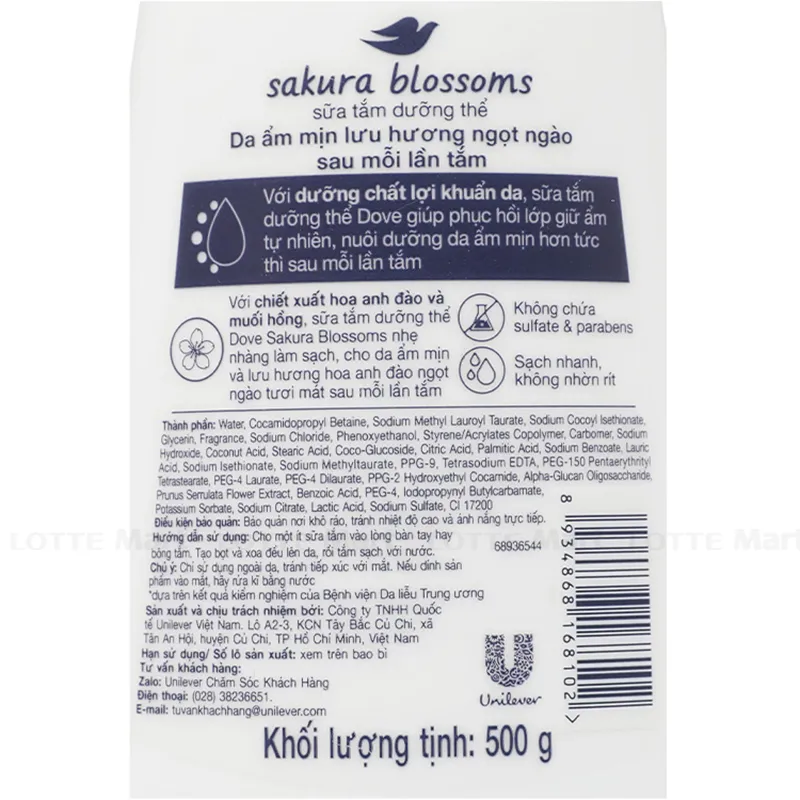 sakura blossoms
sữa tắm dưỡng thể
Da ẩm mịn lưu hương ngọt ngào
sau mỗi lần tắm
Với dưỡng chất lợi khuẩn da, sữa tắm
dưỡng thể Dove giúp phục hồi lớp giữ ẩm
tự nhiên, nuôi dưỡng da ẩm mịn hơn tức
thì sau mỗi lần tắm
Với chiết xuất hoa anh đào và
muối hồng, sữa tắm dưỡng thể
Dove Sakura Blossoms nhẹ
nhàng làm sạch, cho da ẩm mịn
và lưu hương hoa anh đào ngọt
ngào tươi mát sau mỗi lần tắm
Không chứa
sulfate & parabens
Sạch nhanh,
không nhờn rít
Thành phần: Water, Cocamidopropyl Betaine, Sodium Methyl Lauroyl Taurate, Sodium Cocoyl Isethionate,
Glycerin, Fragrance, Sodium Chloride, Phenoxyethanol, Styrene/Acrylates Copolymer, Carbomer, Sodium
Hydroxide, Coconut Acid, Stearic Acid, Coco-Glucoside, Citric Acid, Palmitic Acid, Sodium Benzoate, Lauric
Acid, Sodium Isethionate, Sodium Methyltaurate, PPG-9, Tetrasodium EDTA, PEG-150 Pentaerythrityl
Tetrastearate, PEG-4 Laurate, PEG-4 Dilaurate, PPG-2 Hydroxyethyl Cocamide, Alpha-Glucan Oligosaccharide,
Prunus Serrulata Flower Extract, Benzoic Acid, PEG-4, Iodopropynyl Butylcarbamate,
Potassium Sorbate, Sodium Citrate, Lactic Acid, Sodium Sulfate, CI 17200
Điều kiện bảo quản: Bảo quản nơi khô ráo, tránh nhiệt độ cao và ánh nắng trực tiếp.
Hướng dẫn sử dụng: Cho một ít sữa tắm vào lòng bàn tay hay
bông tắm. Tạo bọt và xoa đều lên da, rồi tắm sạch với nước.
68936544
Chú ý: Chỉ sử dụng ngoài da, tránh tiếp xúc với mắt. Nếu dính sản
phẩm vào mắt, hãy rửa kĩ bằng nước
*dựa trên kết quả kiểm nghiệm của Bệnh viện Da liễu Trung ương
Sản xuất và chịu trách nhiệm bởi: Công ty TNHH Quốc
tế Unilever Việt Nam. Lô A2-3, KCN Tây Bắc Củ Chi, xã
Tân An Hội, huyện Củ Chi, TP Hồ Chí Minh, Việt Nam
Hạn sử dụng/ Số lô sản xuất: xem trên bao bì
Tư vấn khách hàng:
Zalo: Unilever Chăm Sóc Khách Hàng
Điện thoại: (028) 38236651.
E-mail: tuvankhachhang@unilever.com
Unilever
8 934868 168102 >
Khối lượng tịnh: 500 g
LOTTE Mart
LOTTE Mart
LOTTE Mart
LOTTE Mart